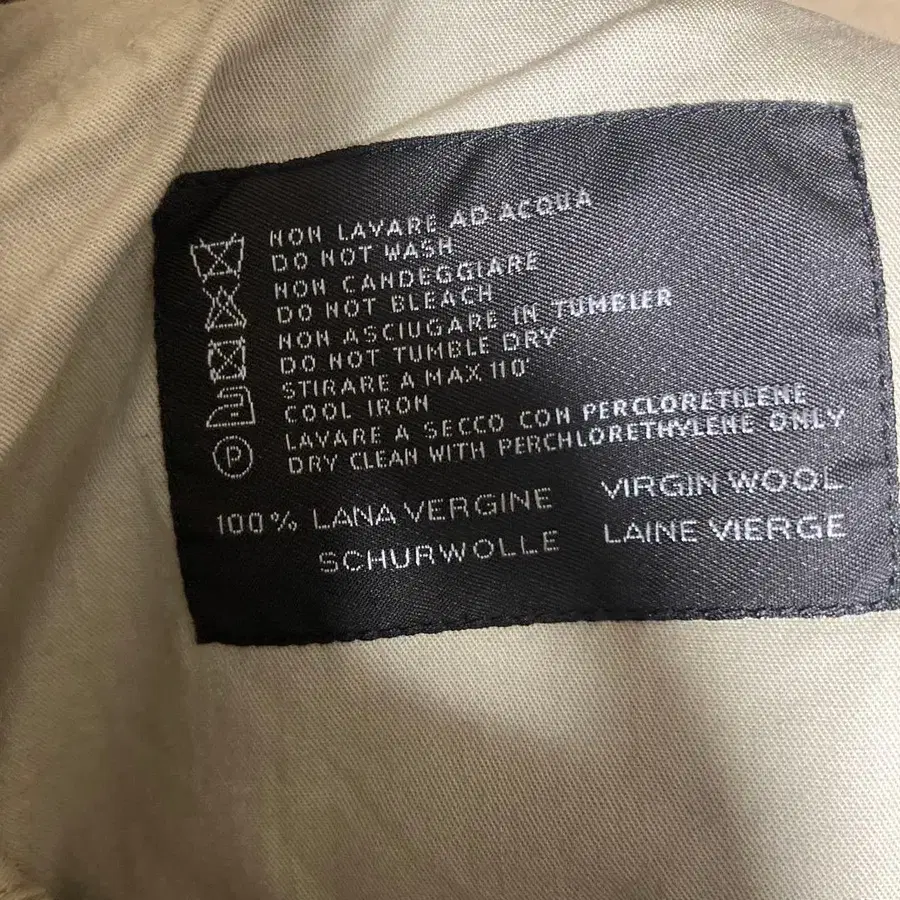 NON LAVARE AD ACQUA
DO NOT WASH
NON CANDEGGIARE
DO NOT BLEACH
NON ASCIUGARE IN TUMBLER
DO NOT TUMBLE DRY
STIRARE A MAX 110°
COOL IRON
P
LAVARE A SECCO CON PERCLORETILENE
DRY CLEAN WITH PERCHLORETHYLENE ONLY
100% LANA VERGINE VIRGIN WOOL
SCHURWOLLE LAINE VIERGE